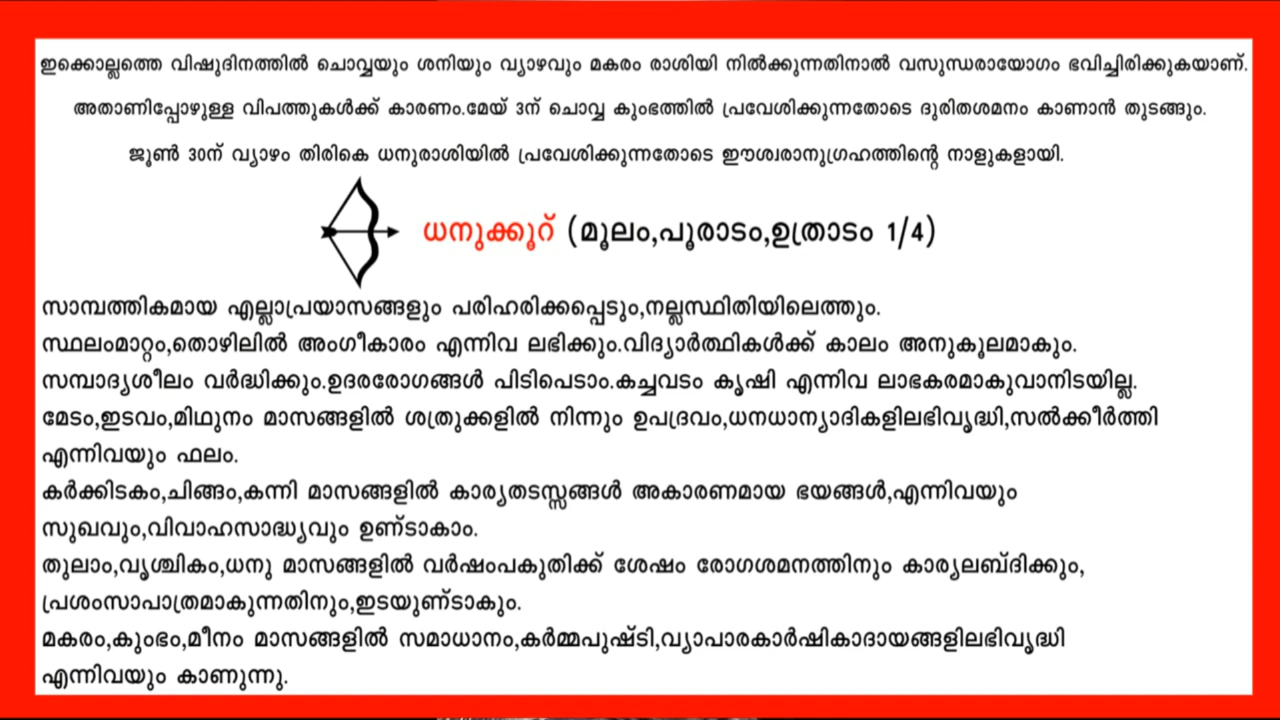 ഇക്കൊല്ലത്തെ വിഷുദിനത്തിൽ ചൊവ്വയും ശനിയും വ്യാഴവും മകരം രാശിയി നിൽക്കുന്നതിനാൽ വസുന്ധരായോഗം ഭവിച്ചിരിക്കുകയാണ്.
അതാണിപ്പോഴുള്ള വിപത്തുകൾക്ക് കാരണം.മേയ് 3ന് ചൊവ്വ കുംഭത്തിൽ പ്രവേശിക്കുന്നതോടെ ദുരിതശമനം കാണാൻ തുടങ്ങും.
ജൂൺ 30ന് വ്യാഴം തിരികെ ധനുരാശിയിൽ പ്രവേശിക്കുന്നതോടെ ഈശ്വരാനുഗ്രഹത്തിന്റെ നാളുകളായി.
ധനുക്കൂറ് (മൂലം,പൂരാടം,ഉത്രാടം 1/4)
സാമ്പത്തികമായ എല്ലാപ്രയാസങ്ങളും പരിഹരിക്കപ്പെടും,നല്ലസ്ഥിതിയിലെത്തും.
സ്ഥലംമാറ്റം,തൊഴിലിൽ അംഗീകാരം എന്നിവ ലഭിക്കും.വിദ്യാർത്ഥികൾക്ക് കാലം അനുകൂലമാകും.
സമ്പാദ്യശീലം വർദ്ധിക്കും.ഉദരരോഗങ്ങൾ പിടിപെടാം.കച്ചവടം കൃഷി എന്നിവ ലാഭകരമാകുവാനിടയില്ല.
മേടം,ഇടവം,മിഥുനം മാസങ്ങളിൽ ശത്രുക്കളിൽ നിന്നും ഉപദ്രവം,ധനധാന്യാദികളിലഭിവൃദ്ധി,സൽക്കീർത്തി
എന്നിവയും ഫലം.
കർക്കിടകം,ചിങ്ങം,കന്നി മാസങ്ങളിൽ കാര്യതടസ്സങ്ങൾ അകാരണമായ ഭയങ്ങൾ,എന്നിവയും
സുഖവും,വിവാഹസാദ്ധ്യവും ഉണ്ടാകാം.
തുലാം,വൃശ്ചികം,ധനു മാസങ്ങളിൽ വർഷംപകുതിക്ക് ശേഷം രോഗശമനത്തിനും കാര്യലബ്ദിക്കും,
പ്രശംസാപാത്രമാകുന്നതിനും,ഇടയുണ്ടാകും.
മകരം,കുംഭം,മീനം മാസങ്ങളിൽ സമാധാനം,കർമ്മപുഷ്ടി,വ്യാപാരകാർഷികാദായങ്ങളിലഭിവൃദ്ധി
എന്നിവയും കാണുന്നു.